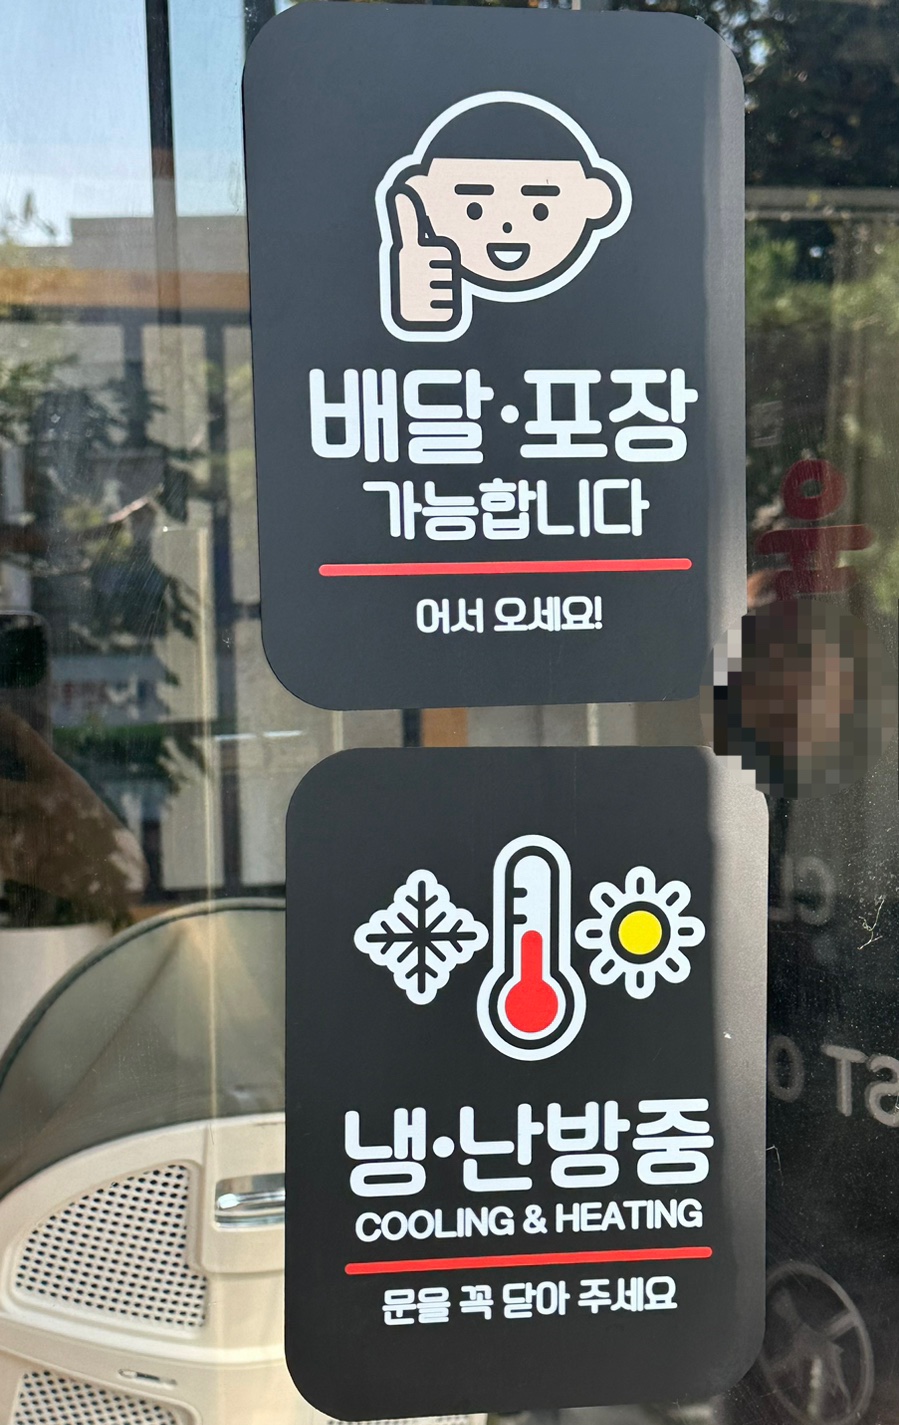 배달·포장
가능합니다
어서 오세요!
냉·난방중
COOLING & HEATING
문을 꼭 닫아 주세요